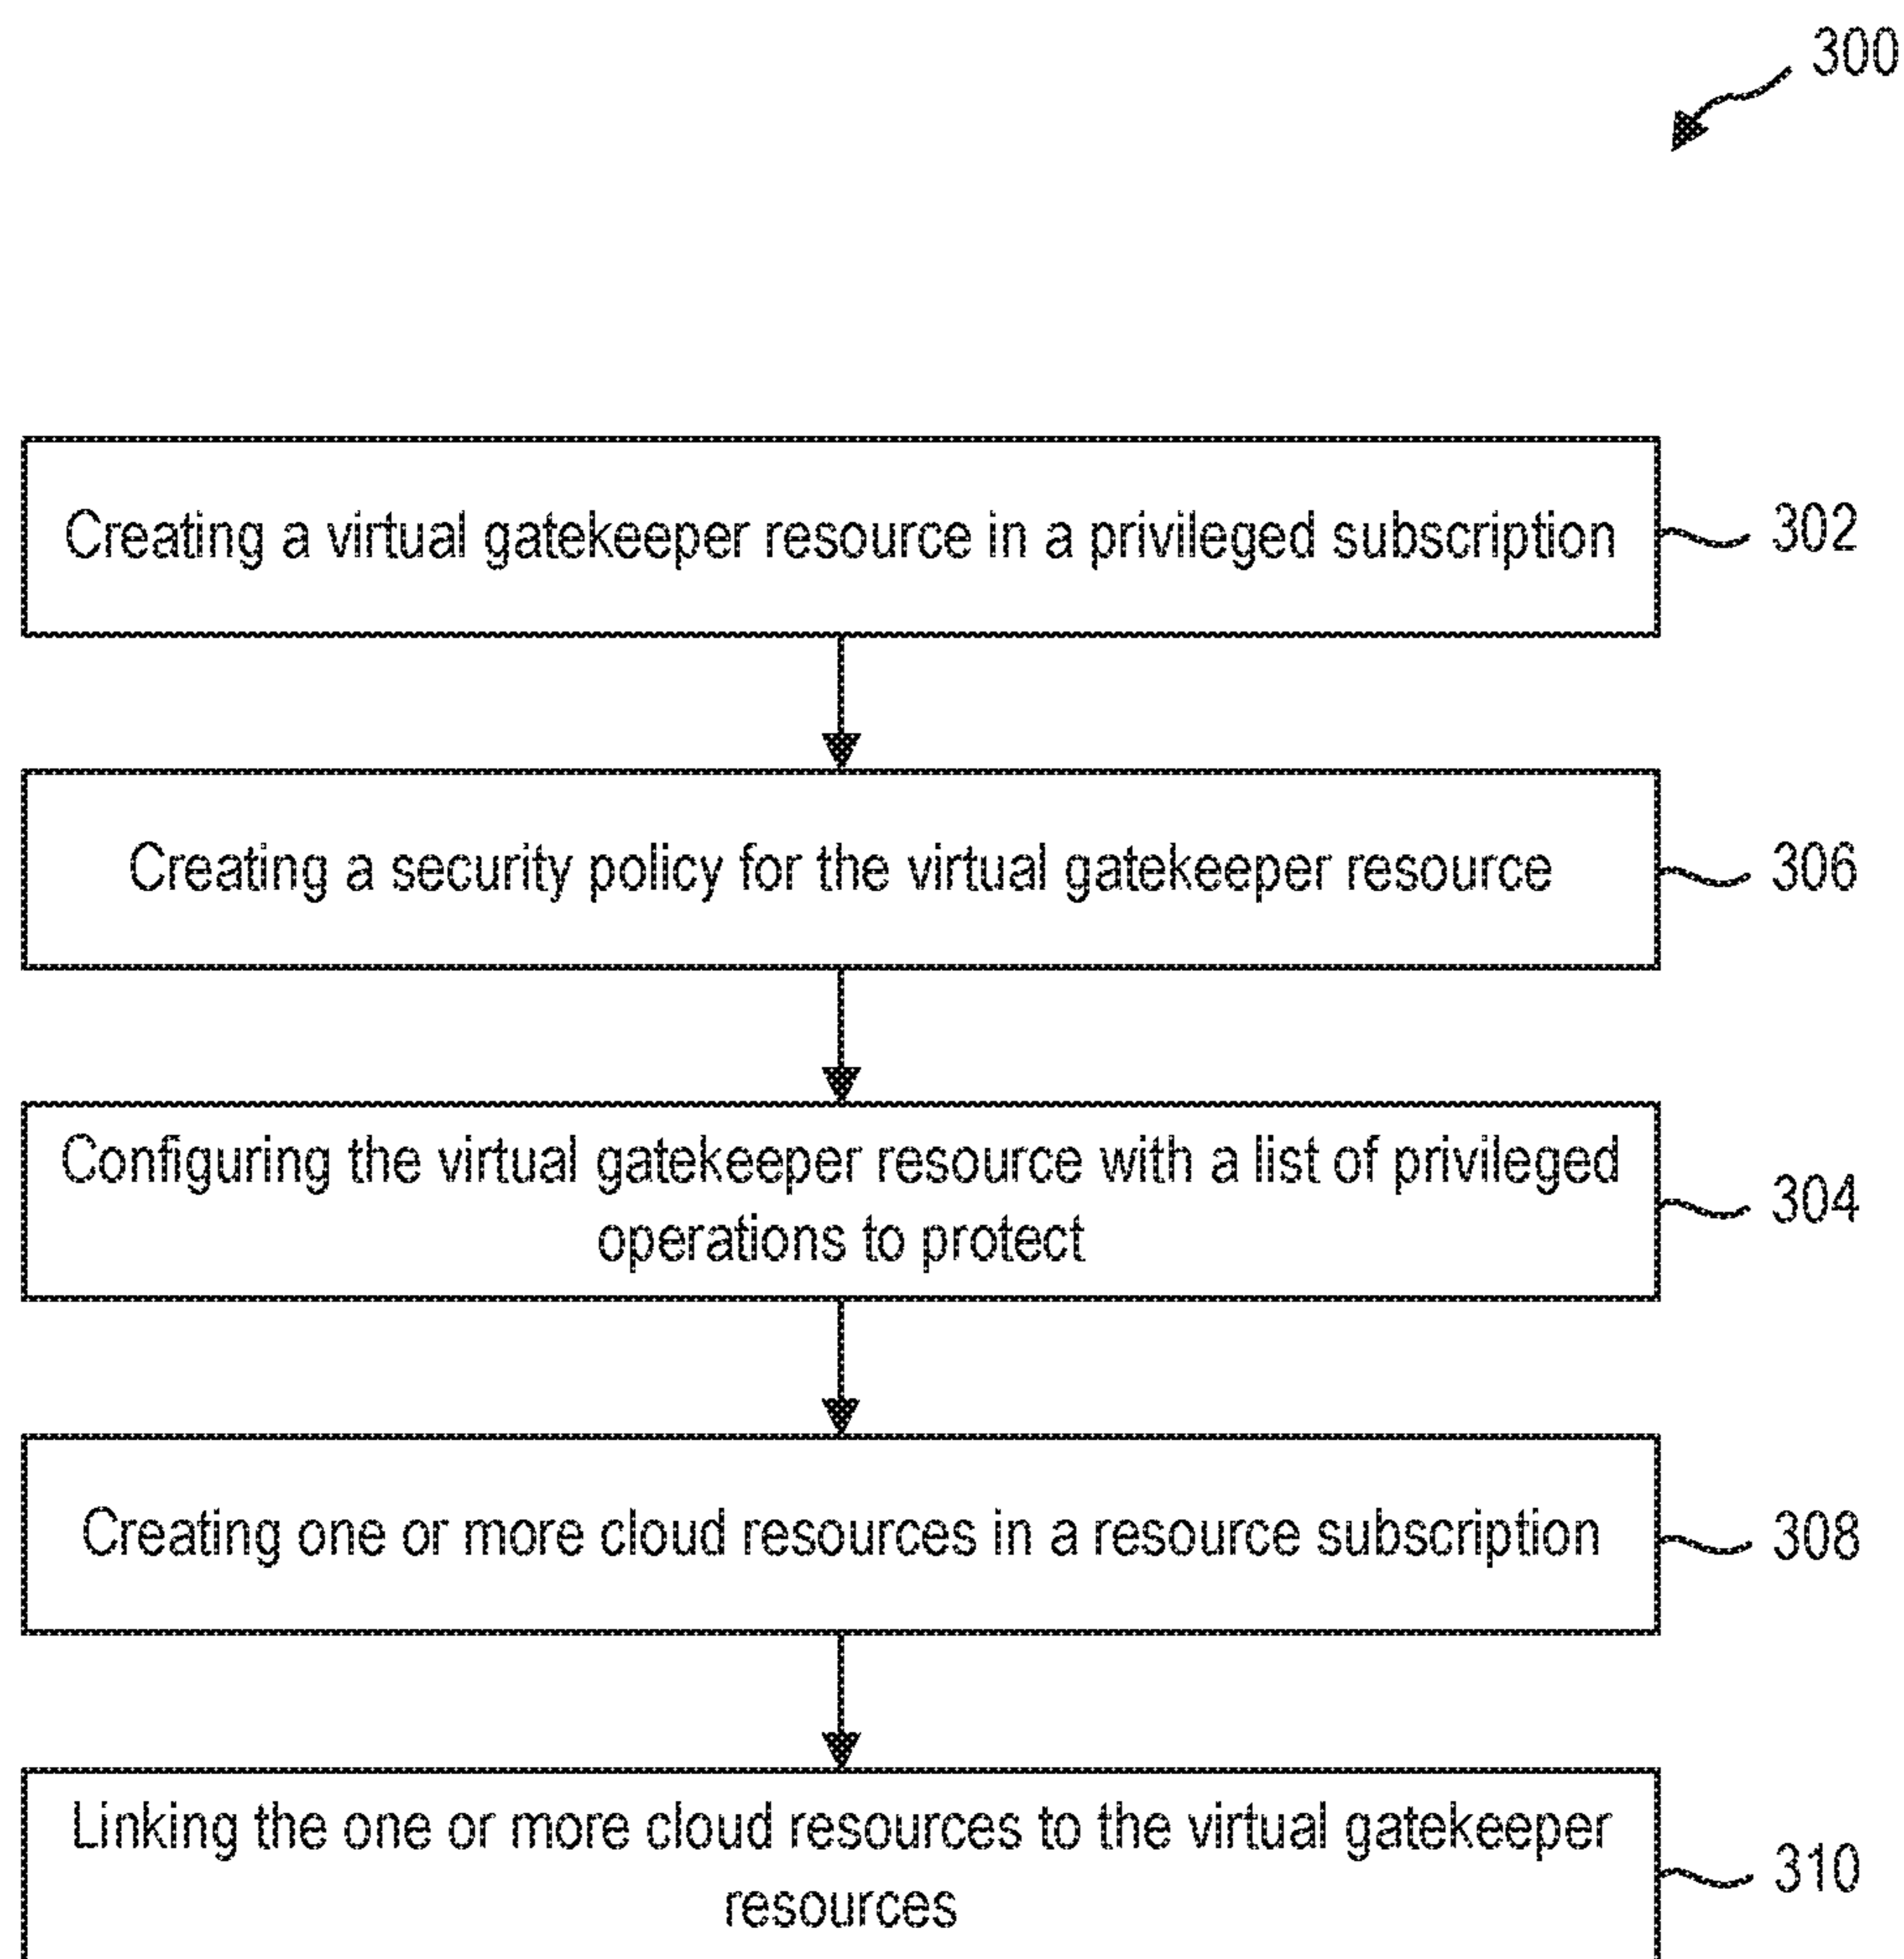 300
Creating a virtual gatekeeper resource in a privileged subscription
302
Creating a security policy for the virtual gatekeeper resource
306
Configuring the virtual gatekeeper resource with a list of privileged
operations to protect
304
Creating one or more cloud resources in a resource subscription
308
Linking the one or more cloud resources to the virtual gatekeeper
resources
310